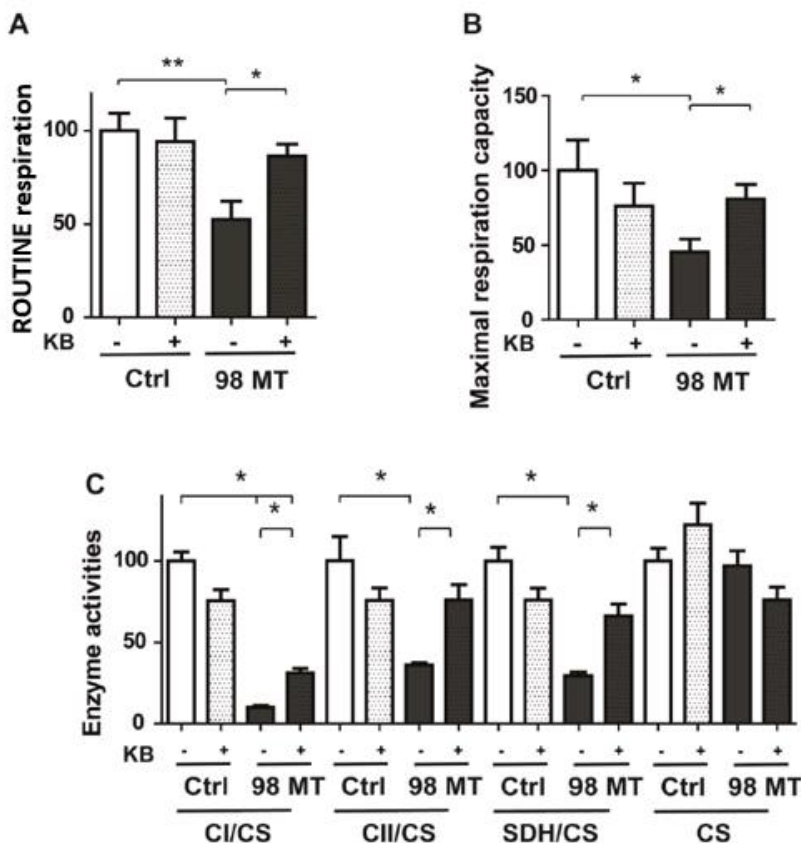 A
ROUTINE respiration
100
50
0
** *
KB - + - +
Ctrl 98 MT
B
Maximal respiration capacity
150
100
50
0
* *
KB - + - +
Ctrl 98 MT
C
Enzyme activities
100
50
0
* * * * * *
KB - + - + - + - + - + - + - + - +
Ctrl 98 MT Ctrl 98 MT Ctrl 98 MT Ctrl 98 MT
CI/CS CII/CS SDH/CS CS